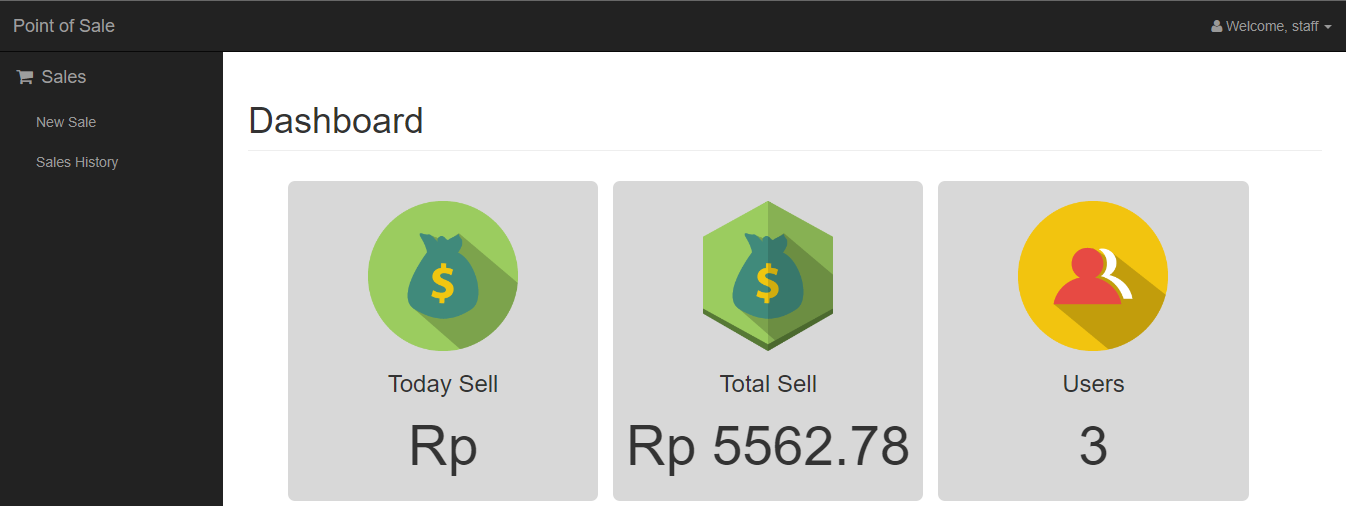 Point of Sale
Welcome, staff
Sales
New Sale
Sales History
Dashboard
$
$
Today Sell
Total Sell
Users
Rp
Rp 5562.78
3